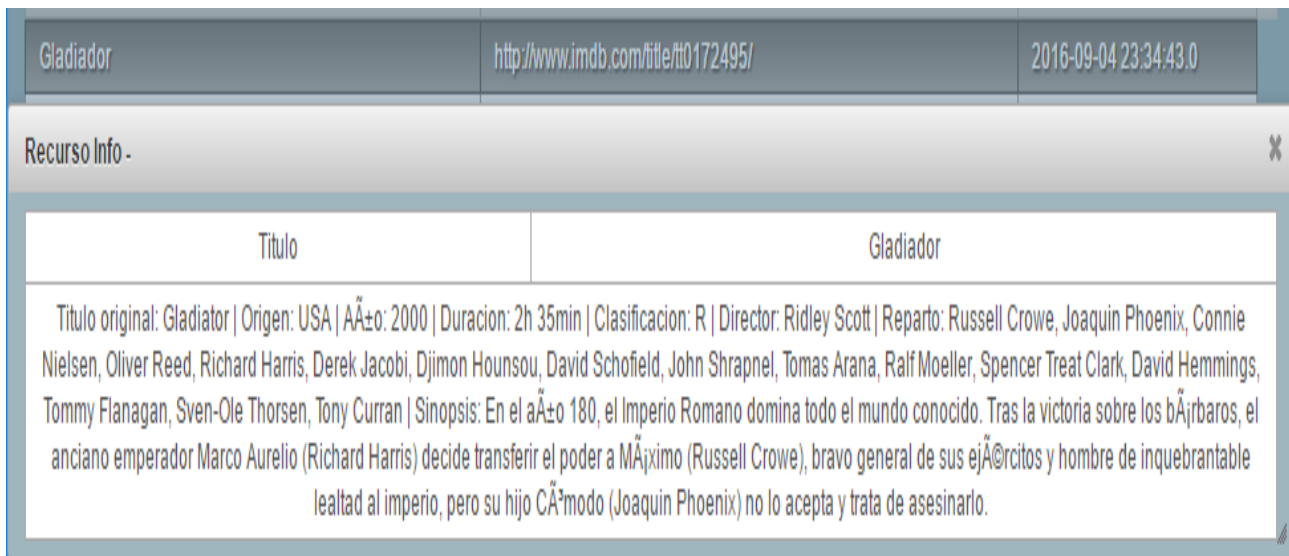 Gladiador http://www.imdb.com/title/tt0172495/ 2016-09-04 23:34:43.0
Recurso Info -
Titulo Gladiador
Titulo original: Gladiator | Origen: USA | AÃ±o: 2000 | Duracion: 2h 35min | Clasificacion: R | Director: Ridley Scott | Reparto: Russell Crowe, Joaquin Phoenix, Connie
Nielsen, Oliver Reed, Richard Harris, Derek Jacobi, Djimon Hounsou, David Schofield, John Shrapnel, Tomas Arana, Ralf Moeller, Spencer Treat Clark, David Hemmings,
Tommy Flanagan, Sven-Ole Thorsen, Tony Curran | Sinopsis: En el aÃ±o 180, el Imperio Romano domina todo el mundo conocido. Tras la victoria sobre los bÃ¡rbaros, el
anciano emperador Marco Aurelio (Richard Harris) decide transferir el poder a MÃ¡ximo (Russell Crowe), bravo general de sus ejÃ©rcitos y hombre de inquebrantable
lealtad al imperio, pero su hijo CÃ³modo (Joaquin Phoenix) no lo acepta y trata de asesinarlo.